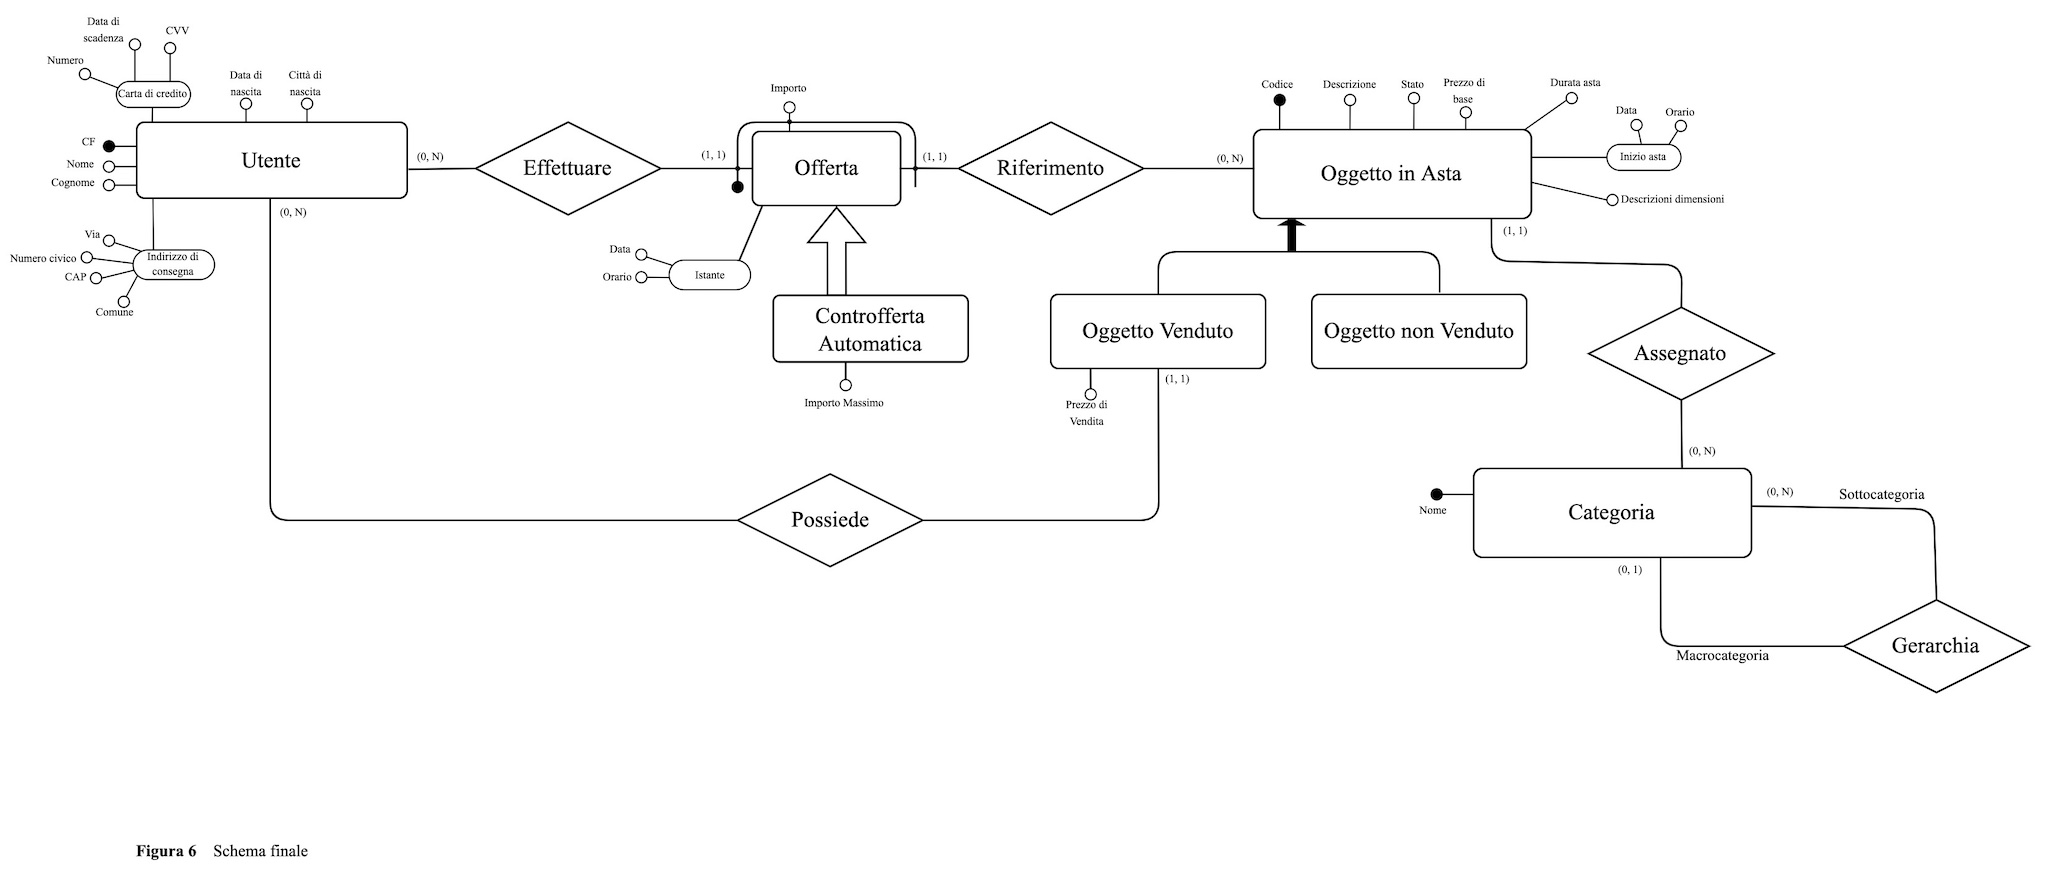 Data di
scadenza
CVV
Numero
Carta di credito
Data di
nascita
Città di
nascita
CF
Nome
Cognome
Utente
(0, N)
(0, N)
Via
Numero civico
CAP
Comune
Indirizzo di
consegna
Effettuare
(1, 1)
Importo
Offerta
(1, 1)
Data
Orario
Istante
Controfferta
Automatica
Importo Massimo
Riferimento
(0, N)
Codice
Descrizione
Stato
Prezzo di
base
Durata asta
Data
Orario
Inizio asta
Descrizioni dimensioni
Oggetto in Asta
(1, 1)
Oggetto Venduto
Oggetto non Venduto
(1, 1)
Prezzo di
Vendita
Assegnato
(0, N)
Possiede
Nome
Categoria
(0, N)
Sottocategoria
(0, 1)
Macrocategoria
Gerarchia
Figura 6 Schema finale